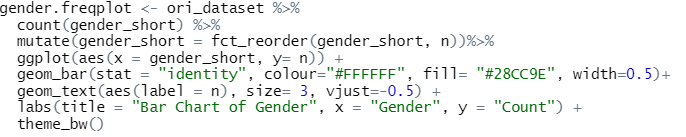 gender.freqplot <- ori_dataset %>%
  count(gender_short) %>%
  mutate(gender_short = fct_reorder(gender_short, n))%>%
  ggplot(aes(x = gender_short, y= n)) +
  geom_bar(stat = "identity", colour="#FFFFFF", fill= "#28CC9E", width=0.5)+
  geom_text(aes(label = n), size= 3, vjust=-0.5) +
  labs(title = "Bar Chart of Gender", x = "Gender", y = "Count") +
  theme_bw()